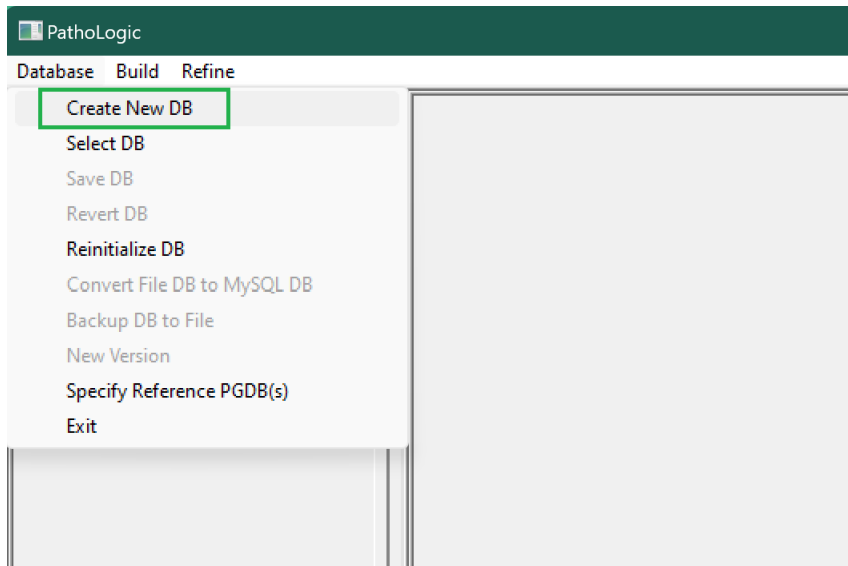 PathoLogic
Database Build Refine
Create New DB
Select DB
Save DB
Revert DB
Reinitialize DB
Convert File DB to MySQL DB
Backup DB to File
New Version
Specify Reference PGDB(s)
Exit